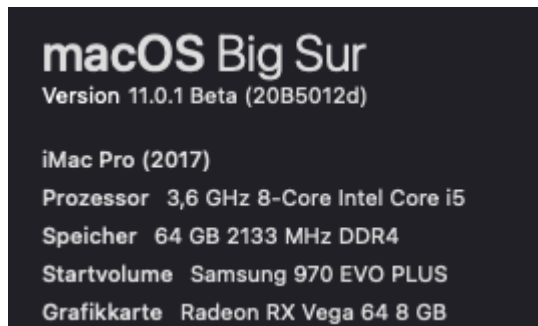 macOS Big Sur
Version 11.0.1 Beta (20B5012d)
iMac Pro (2017)
Prozessor 3,6 GHz 8-Core Intel Core i5
Speicher 64 GB 2133 MHz DDR4
Startvolume Samsung 970 EVO PLUS
Grafikkarte Radeon RX Vega 64 8 GB